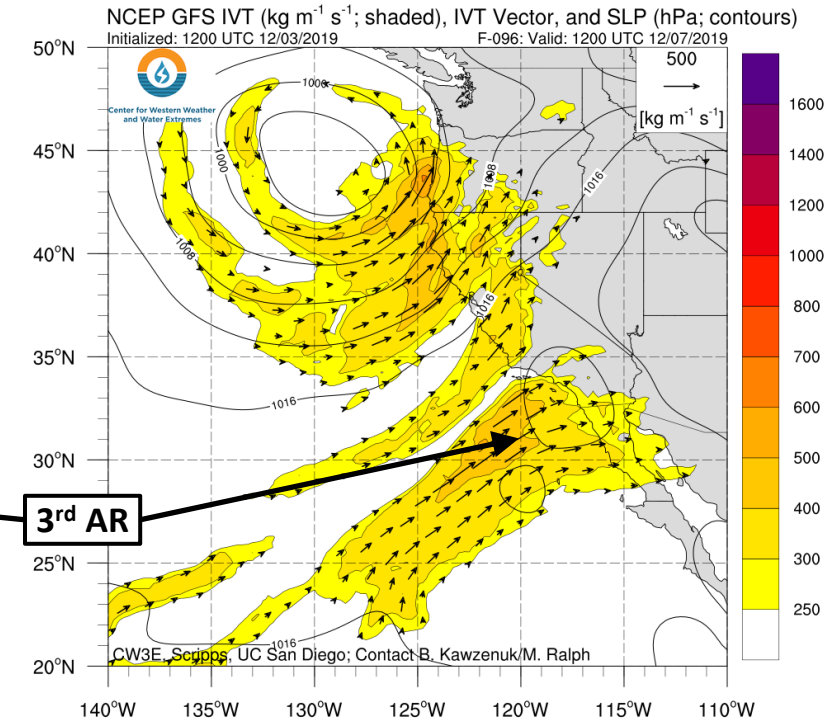 NCEP GFS IVT (kg m⁻¹ s⁻¹; shaded), IVT Vector, and SLP (hPa; contours)
Initialized: 1200 UTC 12/03/2019
F-096: Valid: 1200 UTC 12/07/2019
50°N
500
[kg m⁻¹ s⁻¹]
Center for Western Weather
and Water Extremes
1000
1600
1400
45°N
1000
1008
1016
1200
1008
40°N
1000
1016
800
35°N
700
1016
600
30°N
500
3rd AR
400
25°N
300
250
1016
CW3E, Scripps, UC San Diego; Contact B. Kawzenuk/M. Ralph
20°N
140°W
135°W
130°W
125°W
120°W
115°W
110°W